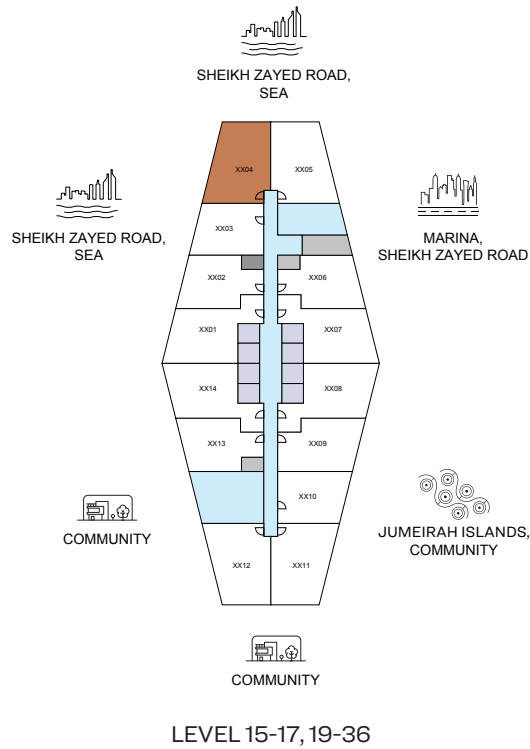 SHEIKH ZAYED ROAD,
SEA
XX04
XX05
SHEIKH ZAYED ROAD,
SEA
XX03
MARINA,
SHEIKH ZAYED ROAD
XX02
XX06
XX01
XX07
XX14
XX08
XX13
XX09
XX10
COMMUNITY
JUMEIRAH ISLANDS,
COMMUNITY
XX12
XX11
COMMUNITY
LEVEL 15-17, 19-36